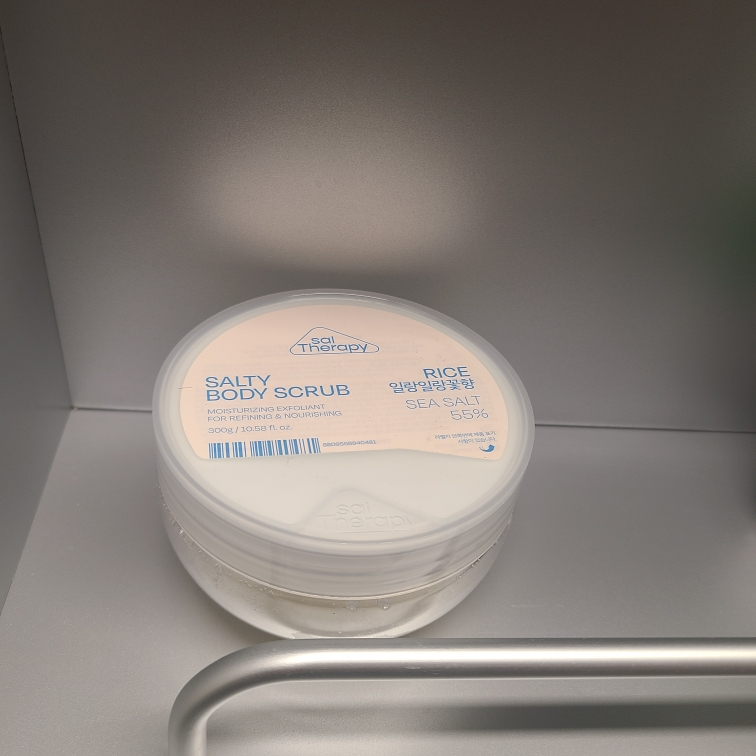 sal
Therapy
SALTY
BODY SCRUB
MOISTURIZING EXFOLIANT
FOR REFINING & NOURISHING
300g / 10.58 fl. oz.
RICE
일랑일랑꽃향
SEA SALT
55%
sal
Therapy